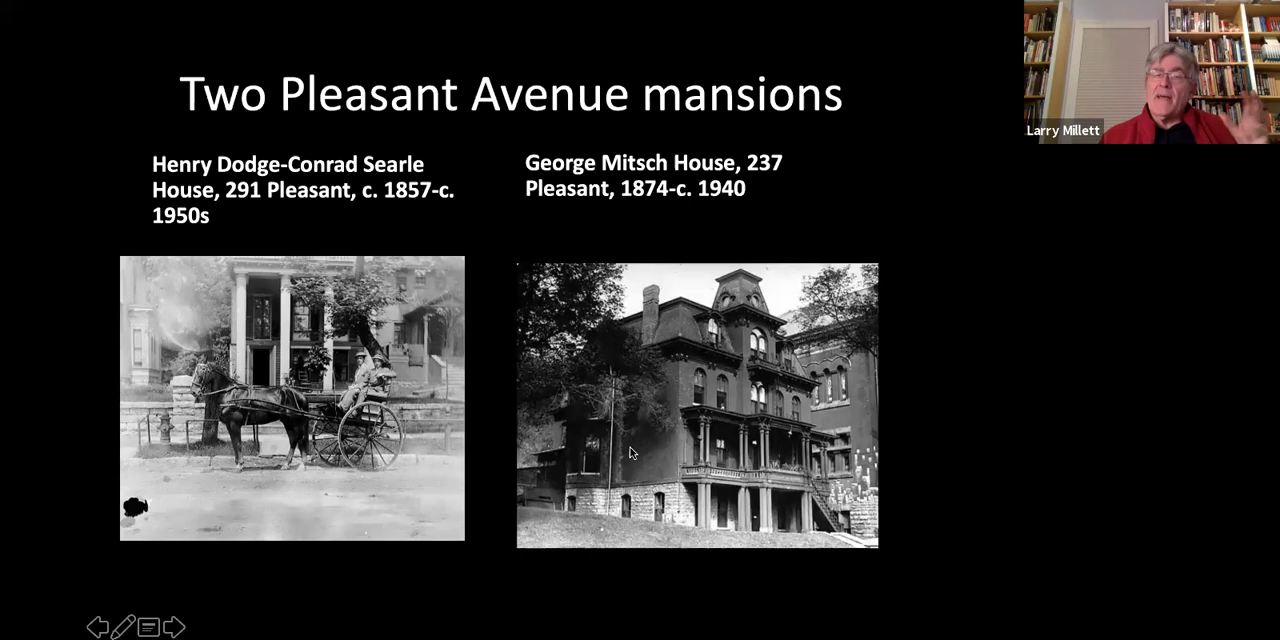 Two Pleasant Avenue mansions
Henry Dodge-Conrad Searle
House, 291 Pleasant, c. 1857-c.
1950s
George Mitsch House, 237
Pleasant, 1874-c. 1940
Larry Millett